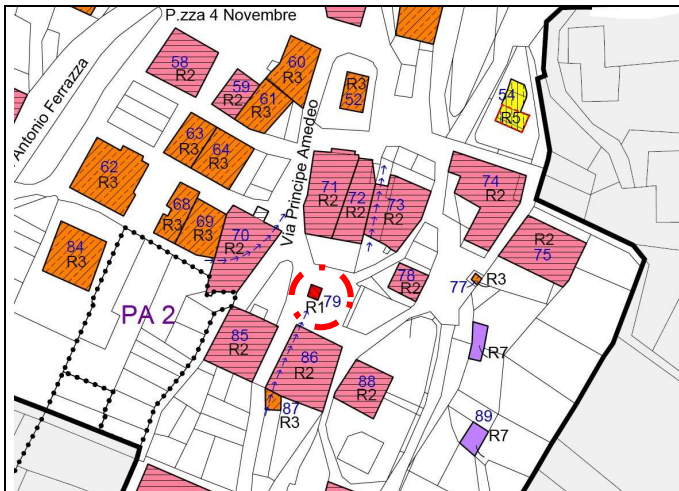 P.zza 4 Novembre
58
R2
59
R2
60
R3
61
R3
R3
52
54
R5
Antonio Ferrazza
63
R3
64
R3
62
R3
Via Principe Amedeo
71
R2
72
R2
73
R2
74
R2
68
R3
69
R3
70
R2
R2
75
84
R3
78
R2
77
R3
PA 2
R1
79
85
R2
86
R2
R7
88
R2
87
R3
89
R7